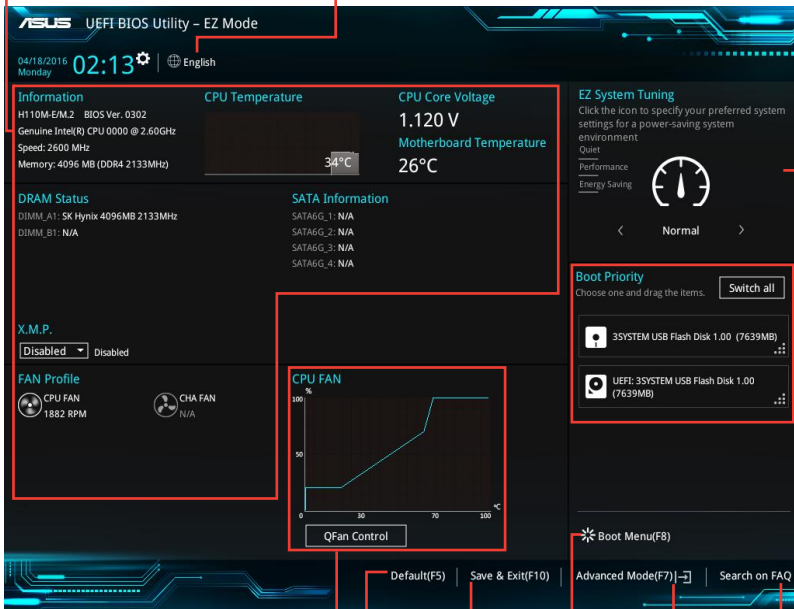 ASUS UEFI BIOS Utility – EZ Mode
04/18/2016
Monday
02:13
English
Information
H110M-E/M.2 BIOS Ver. 0302
Genuine Intel(R) CPU 0000 @ 2.60GHz
Speed: 2600 MHz
Memory: 4096 MB (DDR4 2133MHz)
CPU Temperature
34°C
CPU Core Voltage
1.120 V
Motherboard Temperature
26°C
EZ System Tuning
Click the icon to specify your preferred system
settings for a power-saving system
environment
Quiet
Performance
Energy Saving
Normal
DRAM Status
DIMM_A1: SK Hynix 4096MB 2133MHz
DIMM_B1: N/A
SATA Information
SATA6G_1: N/A
SATA6G_2: N/A
SATA6G_3: N/A
SATA6G_4: N/A
Boot Priority
Choose one and drag the items.
Switch all
3SYSTEM USB Flash Disk 1.00 (7639MB)
UEFI: 3SYSTEM USB Flash Disk 1.00
(7639MB)
X.M.P.
Disabled
Disabled
FAN Profile
CPU FAN
1882 RPM
CHA FAN
N/A
CPU FAN
%
100
50
0 30 70 100
°C
QFan Control
Boot Menu(F8)
Default(F5)
Save & Exit(F10)
Advanced Mode(F7)
Search on FAQ